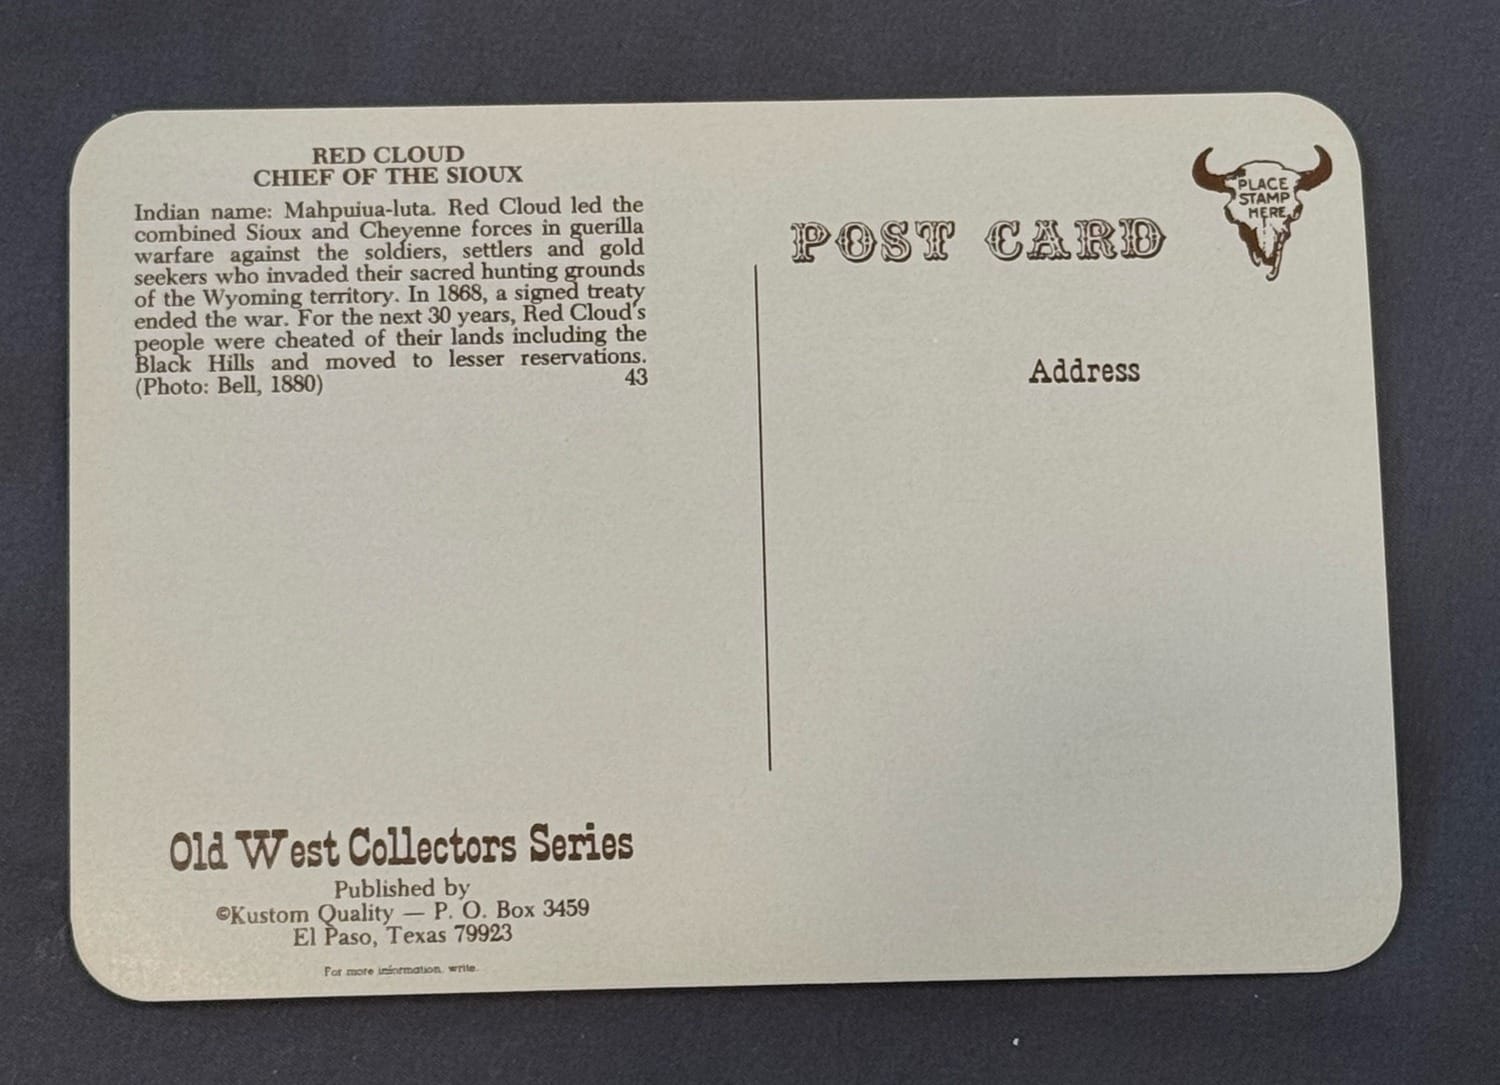 RED CLOUD
CHIEF OF THE SIOUX
Indian name: Mahpuiua-luta. Red Cloud led the
combined Sioux and Cheyenne forces in guerilla
warfare against the soldiers, settlers and gold
seekers who invaded their sacred hunting grounds
of the Wyoming territory. In 1868, a signed treaty
ended the war. For the next 30 years, Red Cloud's
people were cheated of their lands including the
Black Hills and moved to lesser reservations.
(Photo: Bell, 1880) 43
Old West Collectors Series
Published by
©Kustom Quality — P. O. Box 3459
El Paso, Texas 79923
For more information, write.
POST CARD
PLACE
STAMP
HERE
Address